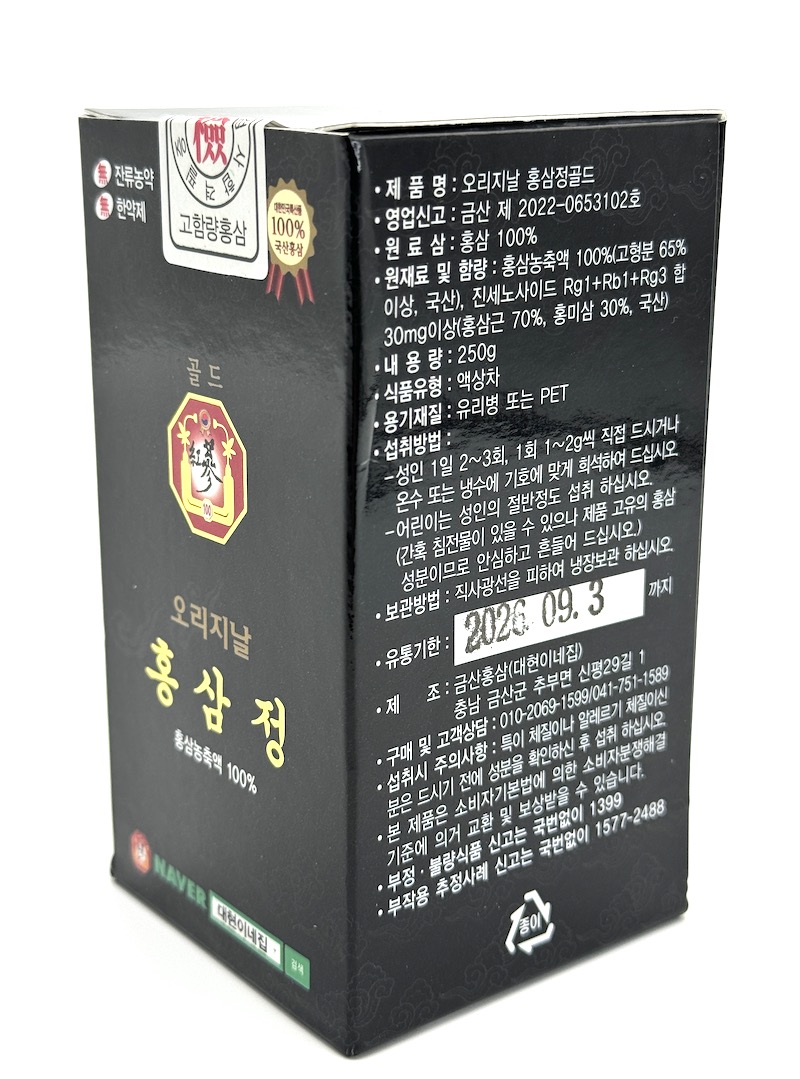 無 잔류농약
無 한약제
檢
고함량홍삼
대한민국특산품
100%
국산홍삼
골드
紅蔘
100
오리지날
홍삼정
홍삼농축액 100%
NAVER 대현이네집 검색
• 제 품 명 : 오리지날 홍삼정골드
• 영업신고 : 금산 제 2022-0653102호
• 원 료 삼 : 홍삼 100%
• 원재료 및 함량 : 홍삼농축액 100%(고형분 65%
이상, 국산), 진세노사이드 Rg1+Rb1+Rg3 합
30mg이상(홍삼근 70%, 홍미삼 30%, 국산)
• 내 용 량 : 250g
• 식품유형 : 액상차
• 용기재질 : 유리병 또는 PET
• 섭취방법 :
-성인 1일 2~3회, 1회 1~2g씩 직접 드시거나
온수 또는 냉수에 기호에 맞게 희석하여 드십시오
-어린이는 성인의 절반정도 섭취 하십시오.
(간혹 침전물이 있을 수 있으나 제품 고유의 홍삼
성분이므로 안심하고 흔들어 드십시오.)
• 보관방법 : 직사광선을 피하여 냉장보관 하십시오.
• 유통기한 : 2026. 09. 3 까지
• 제 조 : 금산홍삼(대현이네집)
충남 금산군 추부면 신평29길 1
• 구매 및 고객상담 : 010-2069-1599/041-751-1589
• 섭취시 주의사항 : 특이 체질이나 알레르기 체질이신
분은 드시기 전에 성분을 확인하신 후 섭취 하십시오.
• 본 제품은 소비자기본법에 의한 소비자분쟁해결
기준에 의거 교환 및 보상받을 수 있습니다.
• 부정 · 불량식품 신고는 국번없이 1399
• 부작용 추정사례 신고는 국번없이 1577-2488
종이